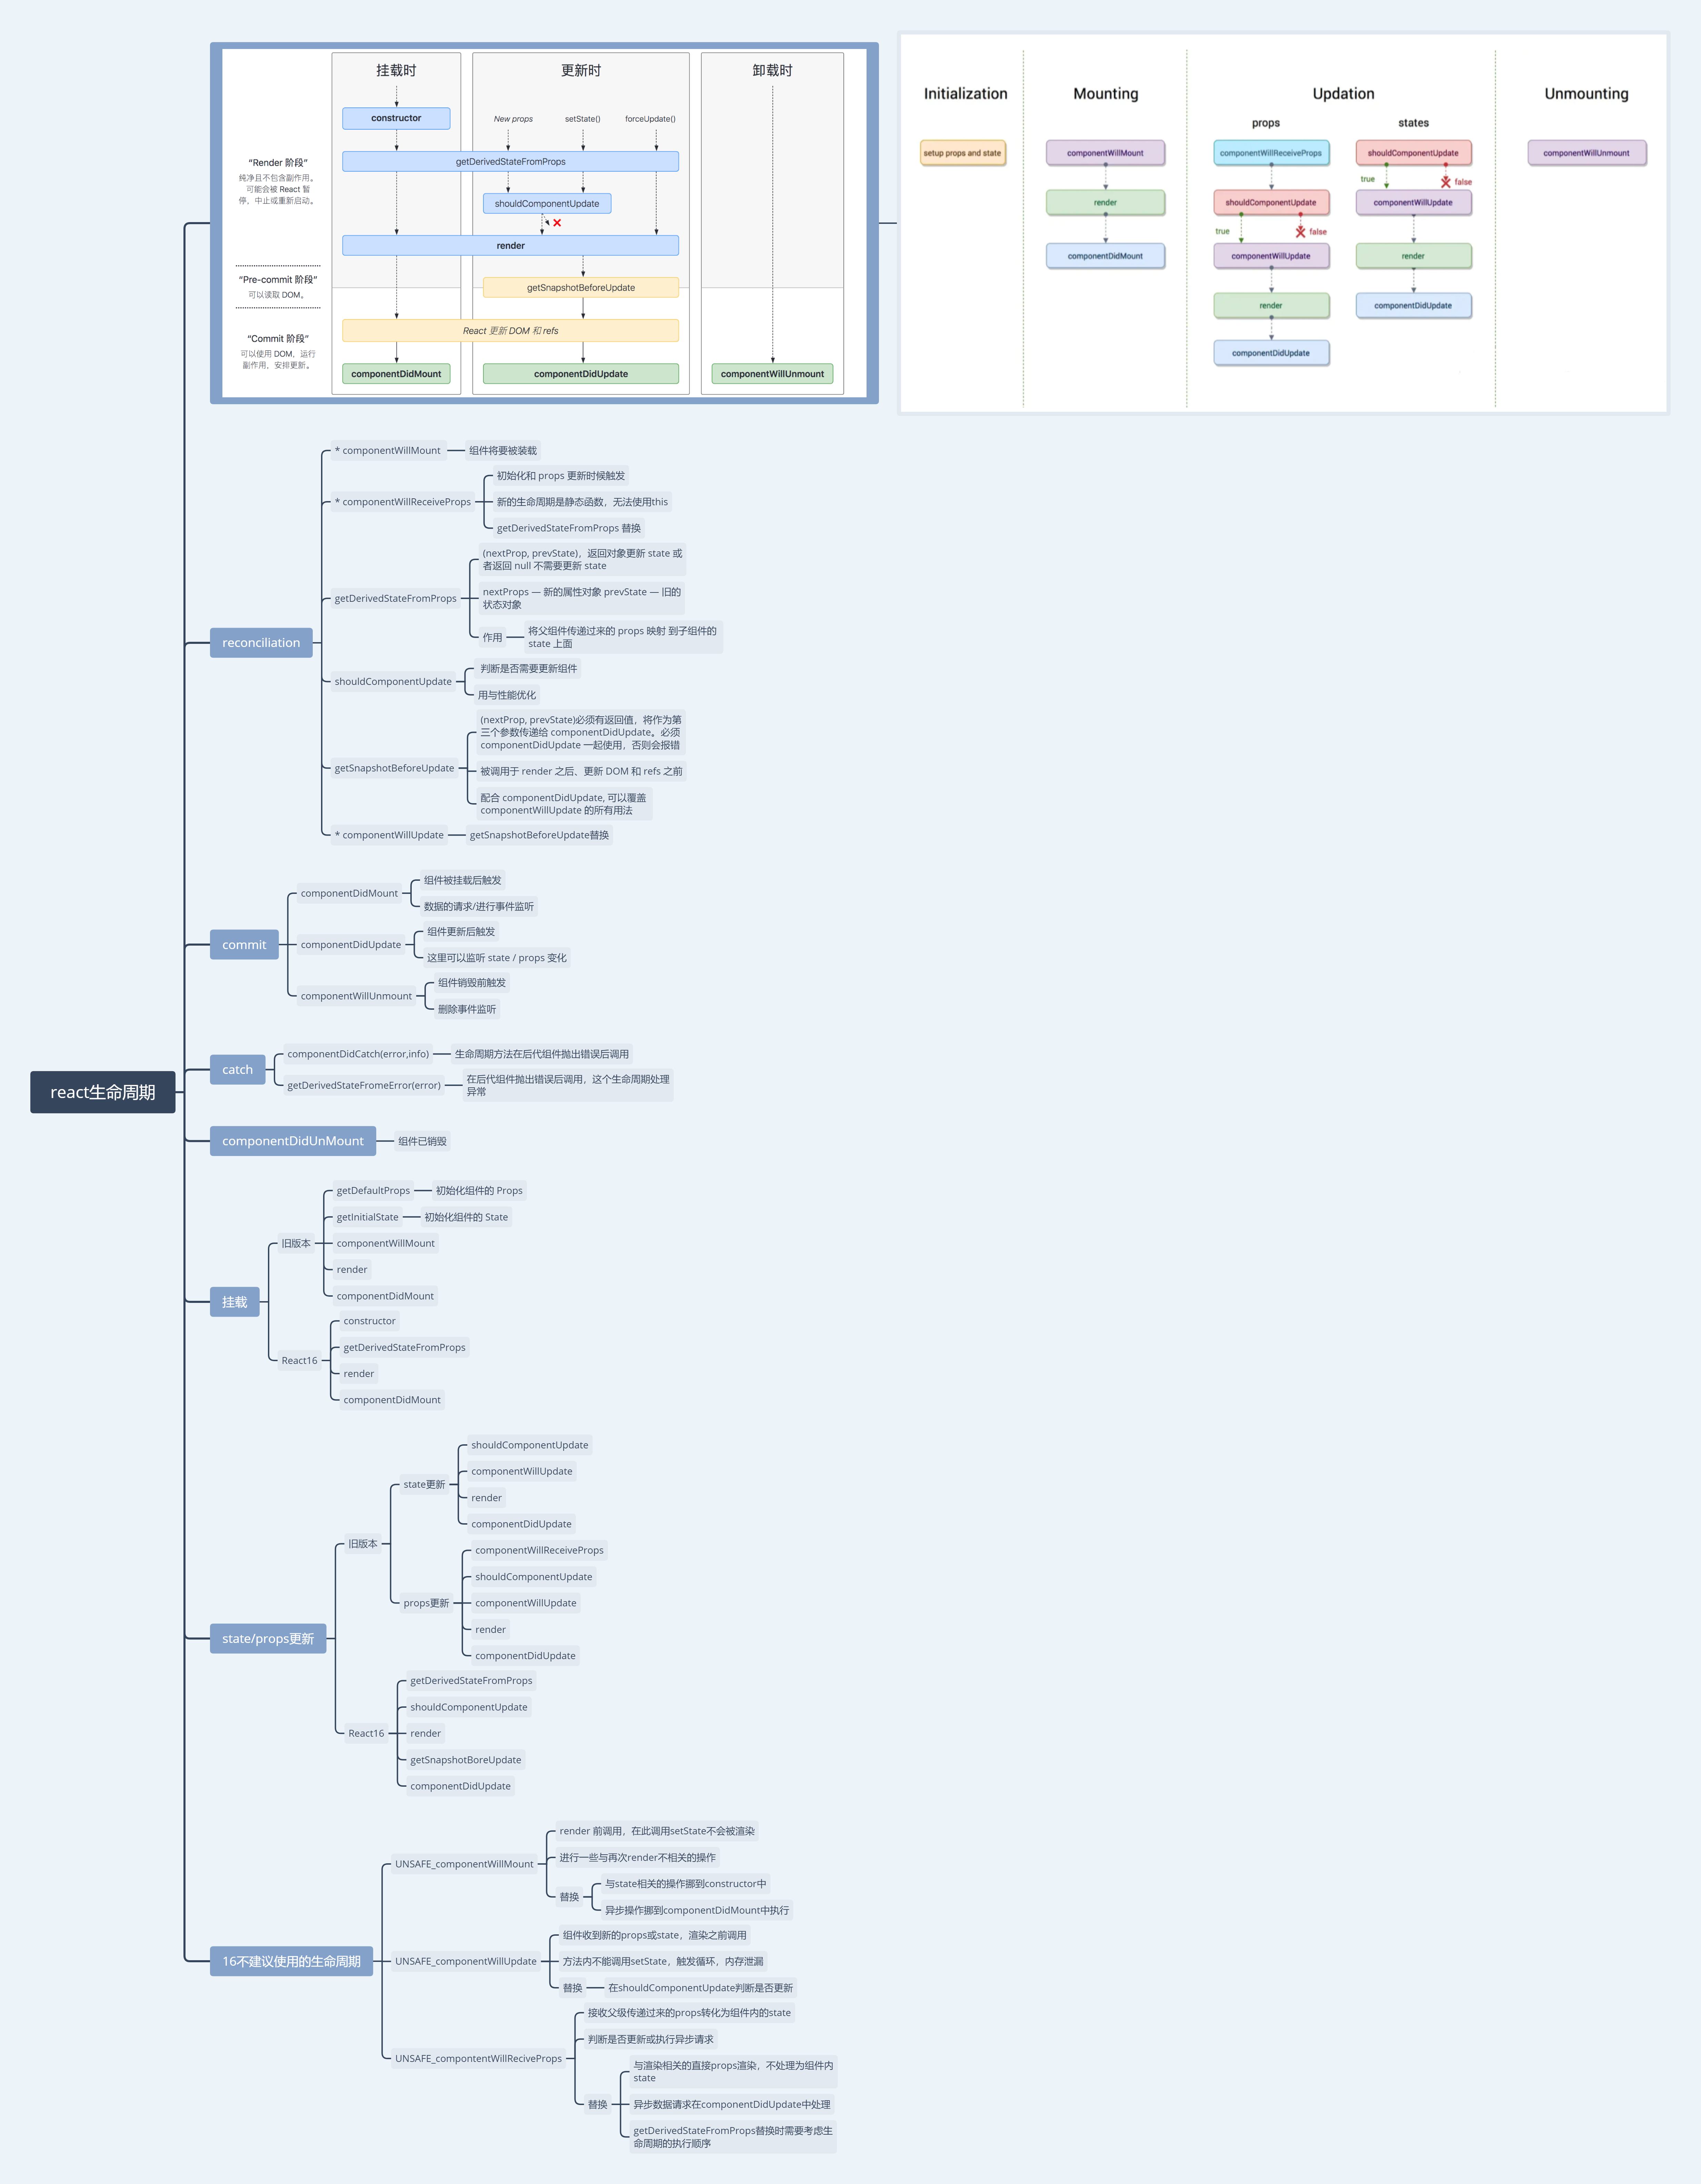 挂载时
更新时
卸载时
constructor
New props
setState()
forceUpdate()
“Render 阶段”
纯净且不包含副作用。
可能会被 React 暂
停，中止或重新启动。
getDerivedStateFromProps
shouldComponentUpdate
render
“Pre-commit 阶段”
可以读取 DOM。
getSnapshotBeforeUpdate
React 更新 DOM 和 refs
“Commit 阶段”
可以使用 DOM，运行
副作用、安排更新。
componentDidMount
componentDidUpdate
componentWillUnmount
Initialization
Mounting
Updation
Unmounting
props
states
setup props and state
componentWillMount
render
componentDidMount
componentWillReceiveProps
shouldComponentUpdate
true
false
componentWillUpdate
render
componentDidUpdate
shouldComponentUpdate
true
false
componentWillUpdate
render
componentDidUpdate
componentWillUnmount
react生命周期
reconciliation
* componentWillMount
组件将要被装载
* componentWillReceiveProps
初始化和 props 更新时候触发
新的生命周期是静态函数，无法使用this
getDerivedStateFromProps 替换
getDerivedStateFromProps
(nextProp, prevState)，返回对象更新 state 或
者返回 null 不需要更新 state
nextProps — 新的属性对象 prevState — 旧的
状态对象
作用
将父组件传递过来的 props 映射 到子组件的
state 上面
shouldComponentUpdate
判断是否需要更新组件
用与性能优化
getSnapshotBeforeUpdate
(nextProp, prevState)必须有返回值，将作为第
三个参数传递给 componentDidUpdate。必须
componentDidUpdate 一起使用，否则会报错
被调用于 render 之后、更新 DOM 和 refs 之前
配合 componentDidUpdate, 可以覆盖
componentWillUpdate 的所有用法
* componentWillUpdate
getSnapshotBeforeUpdate替换
commit
componentDidMount
组件被挂载后触发
数据的请求/进行事件监听
componentDidUpdate
组件更新后触发
这里可以监听 state / props 变化
componentWillUnmount
组件销毁前触发
删除事件监听
catch
componentDidCatch(error,info)
生命周期方法在后代组件抛出错误后调用
getDerivedStateFromeError(error)
在后代组件抛出错误后调用，这个生命周期处理
异常
componentDidUnMount
组件已销毁
挂载
旧版本
getDefaultProps
初始化组件的 Props
getInitialState
初始化组件的 State
componentWillMount
render
componentDidMount
React16
constructor
getDerivedStateFromProps
render
componentDidMount
state/props更新
旧版本
state更新
shouldComponentUpdate
componentWillUpdate
render
componentDidUpdate
props更新
componentWillReceiveProps
shouldComponentUpdate
componentWillUpdate
render
componentDidUpdate
React16
getDerivedStateFromProps
shouldComponentUpdate
render
getSnapshotBoreUpdate
componentDidUpdate
16不建议使用的生命周期
UNSAFE_componentWillMount
render 前调用，在此调用setState不会被渲染
进行一些与再次render不相关的操作
替换
与state相关的操作挪到constructor中
异步操作挪到componentDidMount中执行
UNSAFE_componentWillUpdate
组件收到新的props或state，渲染之前调用
方法内不能调用setState，触发循环，内存泄漏
替换
在shouldComponentUpdate判断是否更新
UNSAFE_compontentWillReciveProps
接收父级传递过来的props转化为组件内的state
判断是否更新或执行异步请求
替换
与渲染相关的直接props渲染，不处理为组件内
state
异步数据请求在componentDidUpdate中处理
getDerivedStateFromProps替换时需要考虑生
命周期的执行顺序